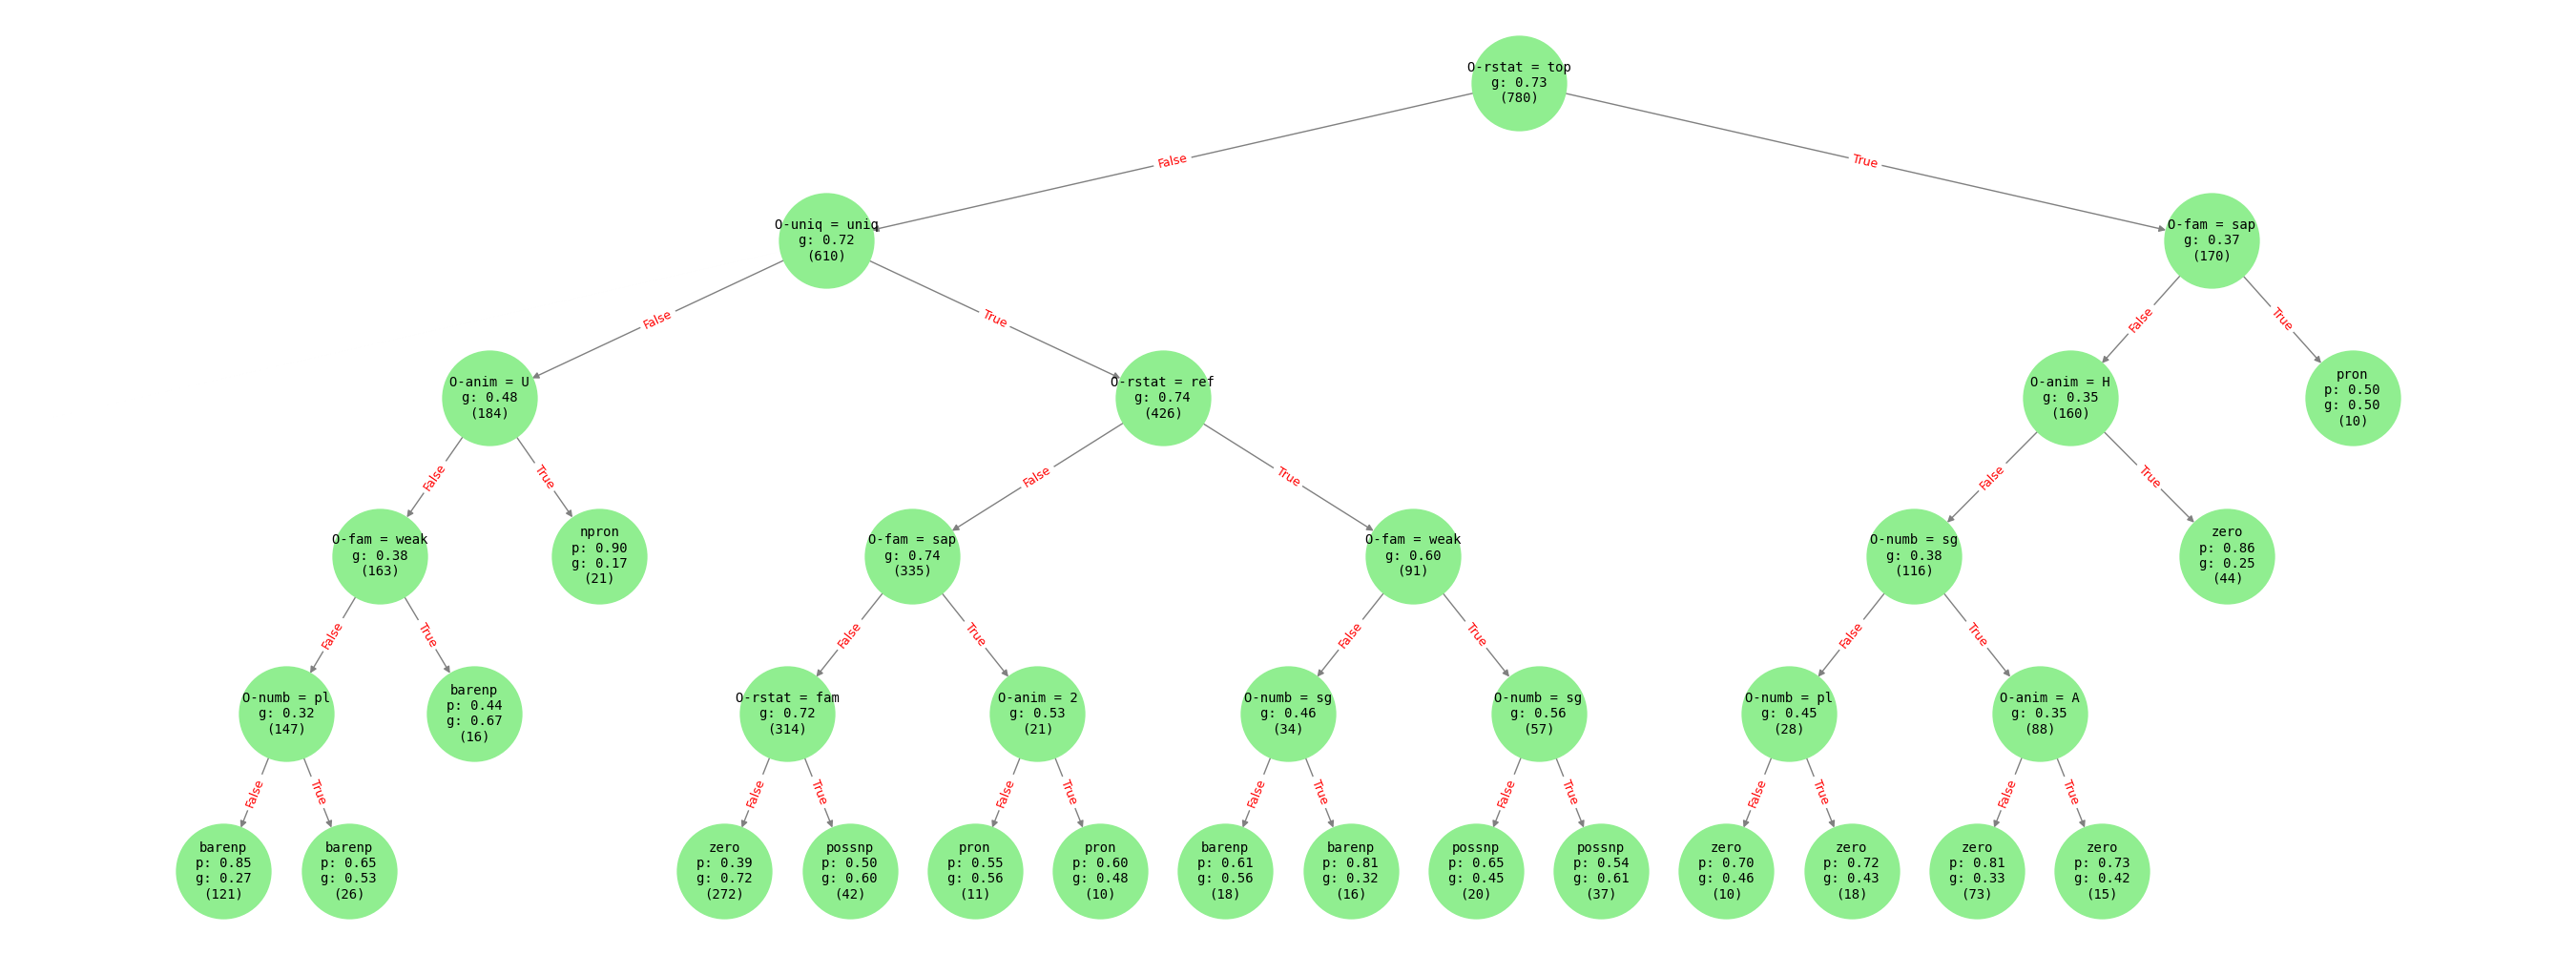 O-rstat = top
g: 0.73
(780)
False
True
O-uniq = uniq
g: 0.72
(610)
O-fam = sap
g: 0.37
(170)
False
True
False
True
O-anim = U
g: 0.48
(184)
O-rstat = ref
g: 0.74
(426)
O-anim = H
g: 0.35
(160)
pron
p: 0.50
g: 0.50
(10)
False
True
False
True
False
True
O-fam = weak
g: 0.38
(163)
npron
p: 0.90
g: 0.17
(21)
O-fam = sap
g: 0.74
(335)
O-fam = weak
g: 0.60
(91)
O-numb = sg
g: 0.38
(116)
zero
p: 0.86
g: 0.25
(44)
False
True
False
True
False
True
False
True
O-numb = pl
g: 0.32
(147)
barenp
p: 0.44
g: 0.67
(16)
O-rstat = fam
g: 0.72
(314)
O-anim = 2
g: 0.53
(21)
O-numb = sg
g: 0.46
(34)
O-numb = sg
g: 0.56
(57)
O-numb = pl
g: 0.45
(28)
O-anim = A
g: 0.35
(88)
False
True
False
True
False
True
False
True
False
True
False
True
False
True
barenp
p: 0.85
g: 0.27
(121)
barenp
p: 0.65
g: 0.53
(26)
zero
p: 0.39
g: 0.72
(272)
possnp
p: 0.50
g: 0.60
(42)
pron
p: 0.55
g: 0.56
(11)
pron
p: 0.60
g: 0.48
(10)
barenp
p: 0.61
g: 0.56
(18)
barenp
p: 0.81
g: 0.32
(16)
possnp
p: 0.65
g: 0.45
(20)
possnp
p: 0.54
g: 0.61
(37)
zero
p: 0.70
g: 0.46
(10)
zero
p: 0.72
g: 0.43
(18)
zero
p: 0.81
g: 0.33
(73)
zero
p: 0.73
g: 0.42
(15)